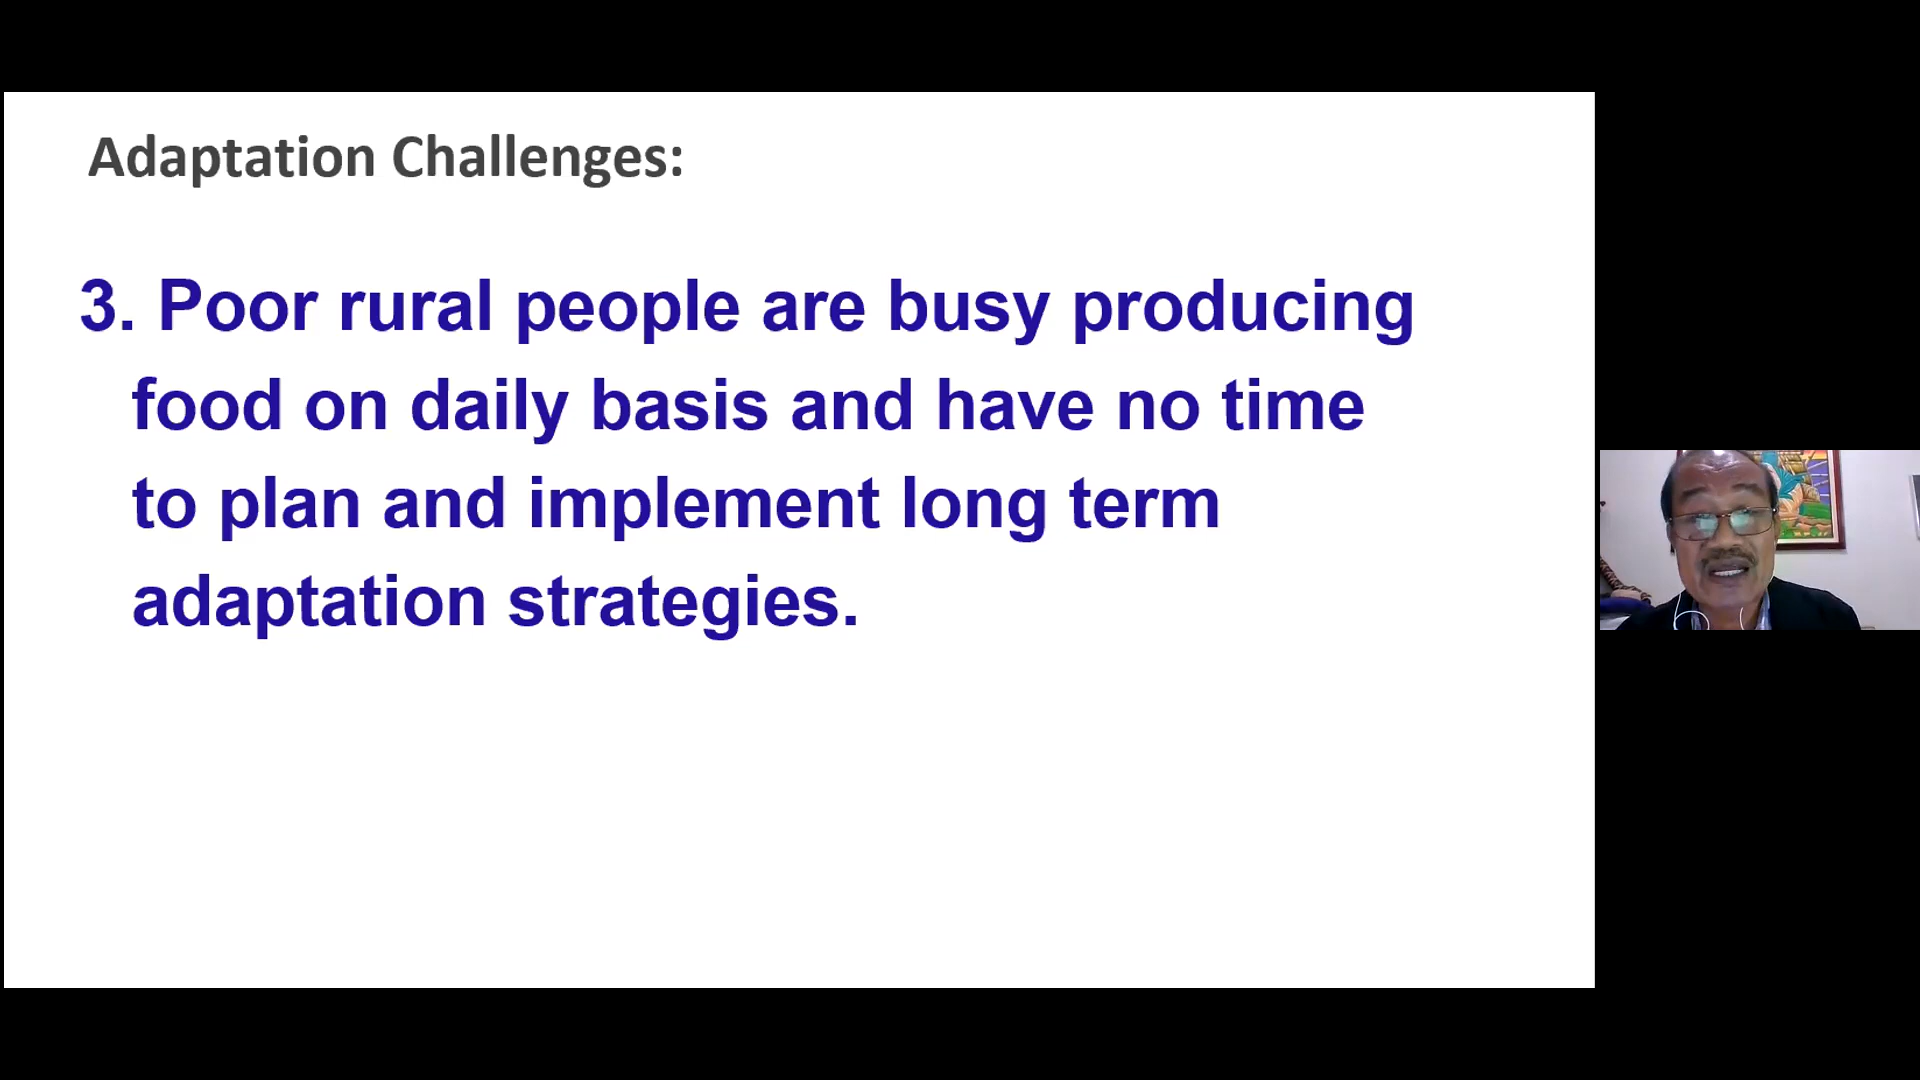 Adaptation Challenges:
3. Poor rural people are busy producing
food on daily basis and have no time
to plan and implement long term
adaptation strategies.